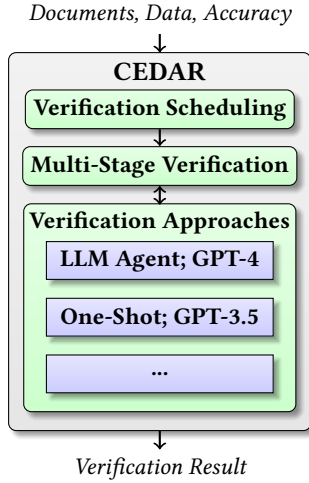 Documents, Data, Accuracy
CEDAR
Verification Scheduling
Multi-Stage Verification
Verification Approaches
LLM Agent; GPT-4
One-Shot; GPT-3.5
...
Verification Result